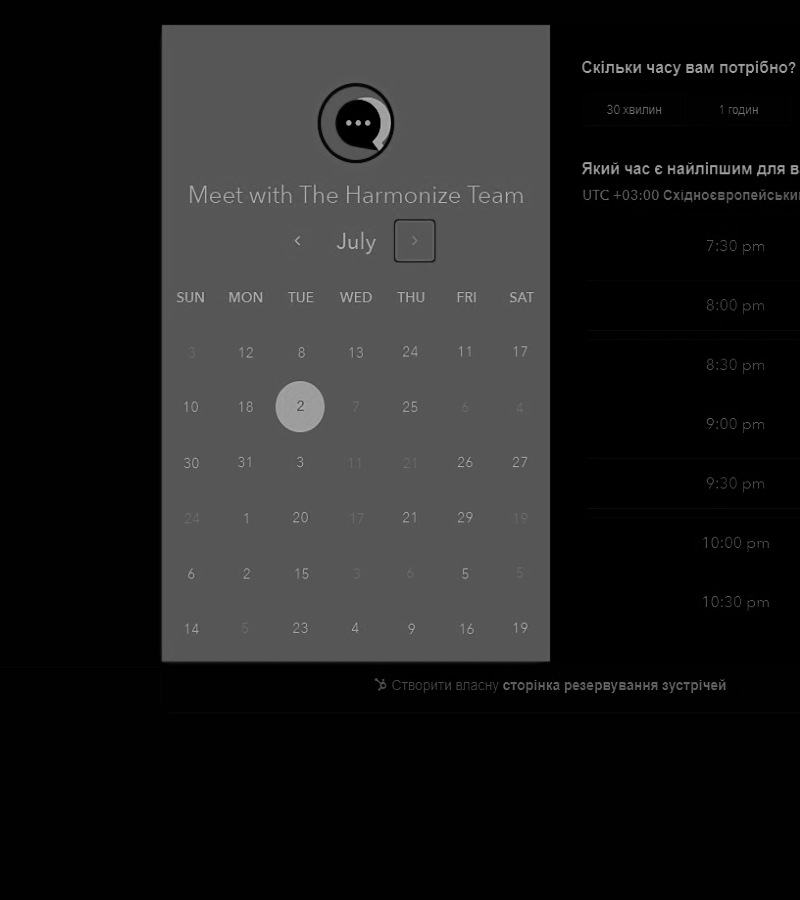 Meet with The Harmonize Team
July
SUN MON TUE WED THU FRI SAT
3 12 8 13 24 11 17
10 18 2 7 25 6 4
30 31 3 11 21 26 27
24 1 20 17 21 29 19
6 2 15 3 6 5 5
14 5 23 4 9 16 19
Скільки часу вам потрібно?
30 хвилин 1 годин
Який час є найліпшим для в
UTC +03:00 Східноєвропейськи
7:30 pm
8:00 pm
8:30 pm
9:00 pm
9:30 pm
10:00 pm
10:30 pm
Створити власну сторінка резервування зустрічей